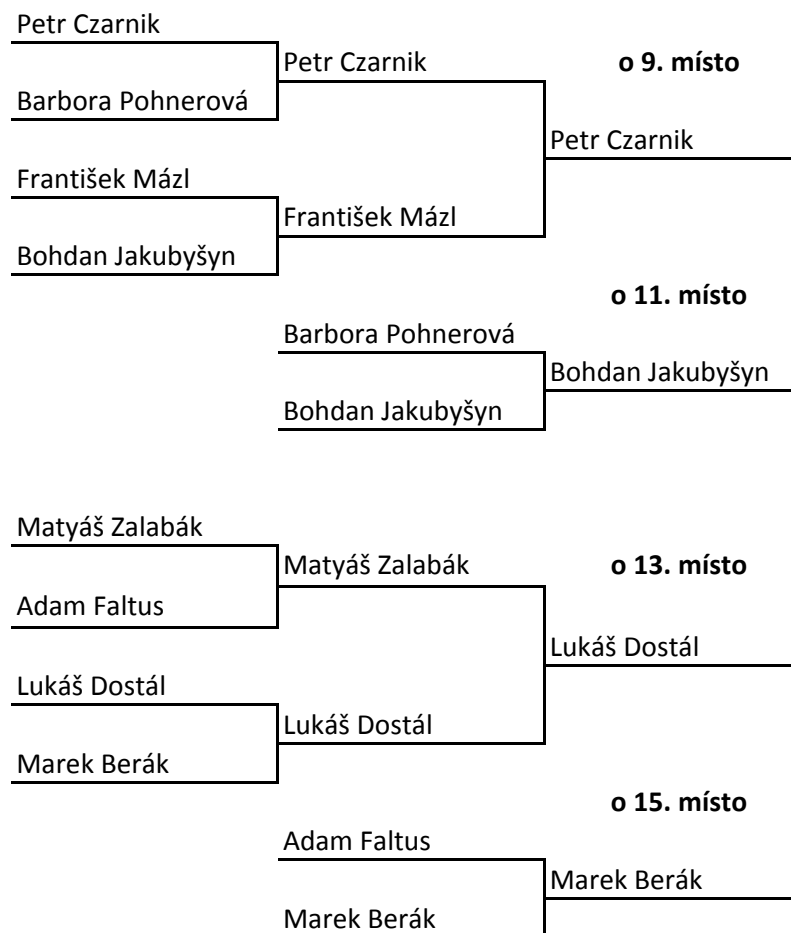 Petr Czarnik
Petr Czarnik
o 9. místo
Barbora Pohnerová
Petr Czarnik
František Mázl
František Mázl
Bohdan Jakubyšyn
o 11. místo
Barbora Pohnerová
Bohdan Jakubyšyn
Bohdan Jakubyšyn
Matyáš Zalabák
Matyáš Zalabák
o 13. místo
Adam Faltus
Lukáš Dostál
Lukáš Dostál
Lukáš Dostál
Marek Berák
o 15. místo
Adam Faltus
Marek Berák
Marek Berák